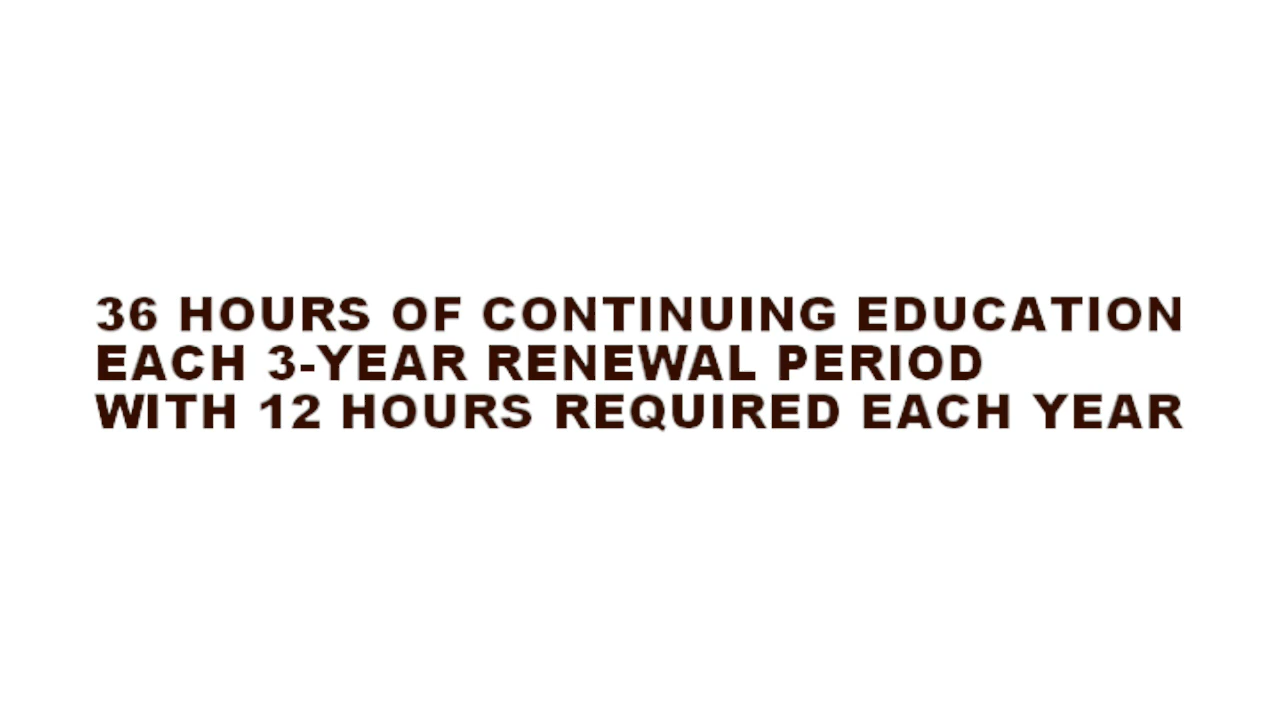 36 HOURS OF CONTINUING EDUCATION
EACH 3-YEAR RENEWAL PERIOD
WITH 12 HOURS REQUIRED EACH YEAR